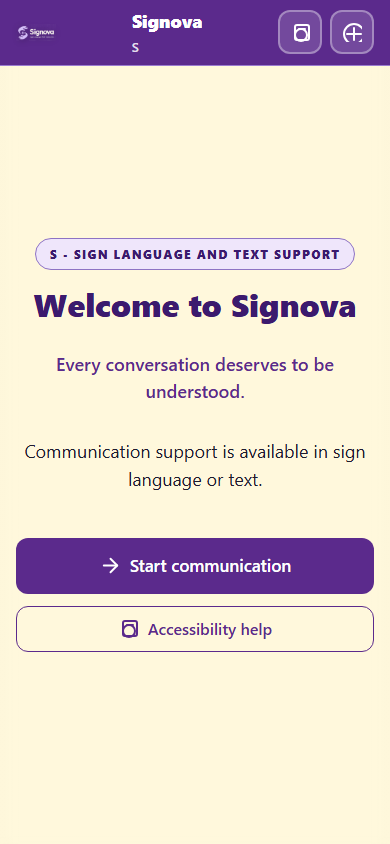 Signova
Signova
S
S - SIGN LANGUAGE AND TEXT SUPPORT
Welcome to Signova
Every conversation deserves to be
understood.
Communication support is available in sign
language or text.
Start communication
Accessibility help